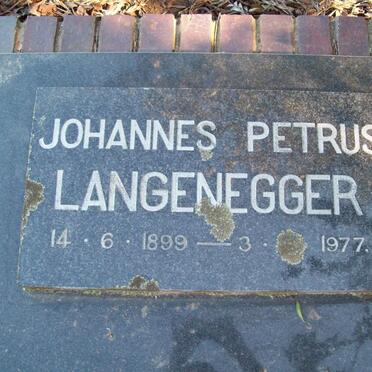 JOHANNES PETRUS
LANGENEGGER
14 · 6 · 1899 — 3 · 1977.